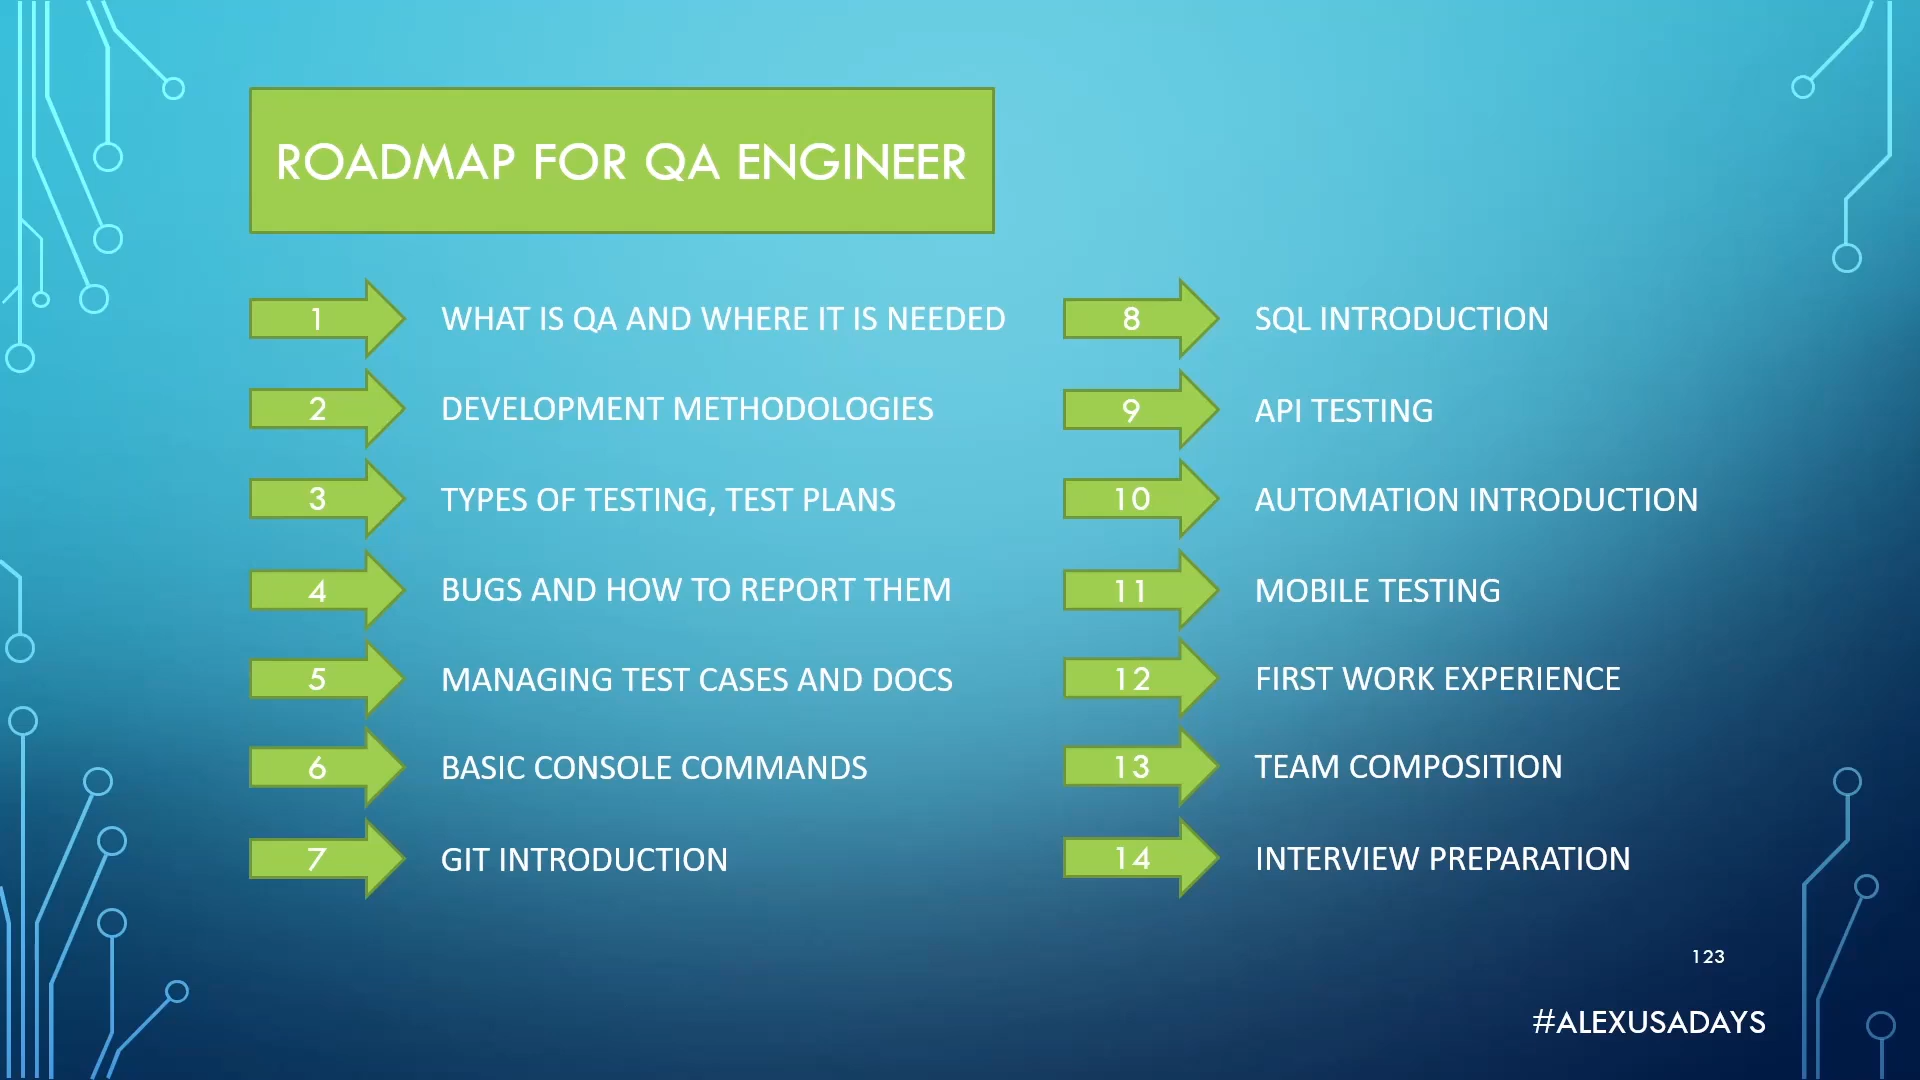 ROADMAP FOR QA ENGINEER
1 WHAT IS QA AND WHERE IT IS NEEDED
2 DEVELOPMENT METHODOLOGIES
3 TYPES OF TESTING, TEST PLANS
4 BUGS AND HOW TO REPORT THEM
5 MANAGING TEST CASES AND DOCS
6 BASIC CONSOLE COMMANDS
7 GIT INTRODUCTION
8 SQL INTRODUCTION
9 API TESTING
10 AUTOMATION INTRODUCTION
11 MOBILE TESTING
12 FIRST WORK EXPERIENCE
13 TEAM COMPOSITION
14 INTERVIEW PREPARATION
123
#ALEXUSADAYS